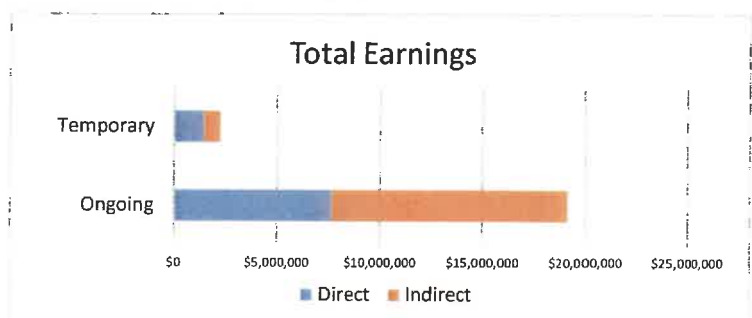 Total Earnings
Temporary
Ongoing
$0 $5,000,000 $10,000,000 $15,000,000 $20,000,000 $25,000,000
Direct Indirect